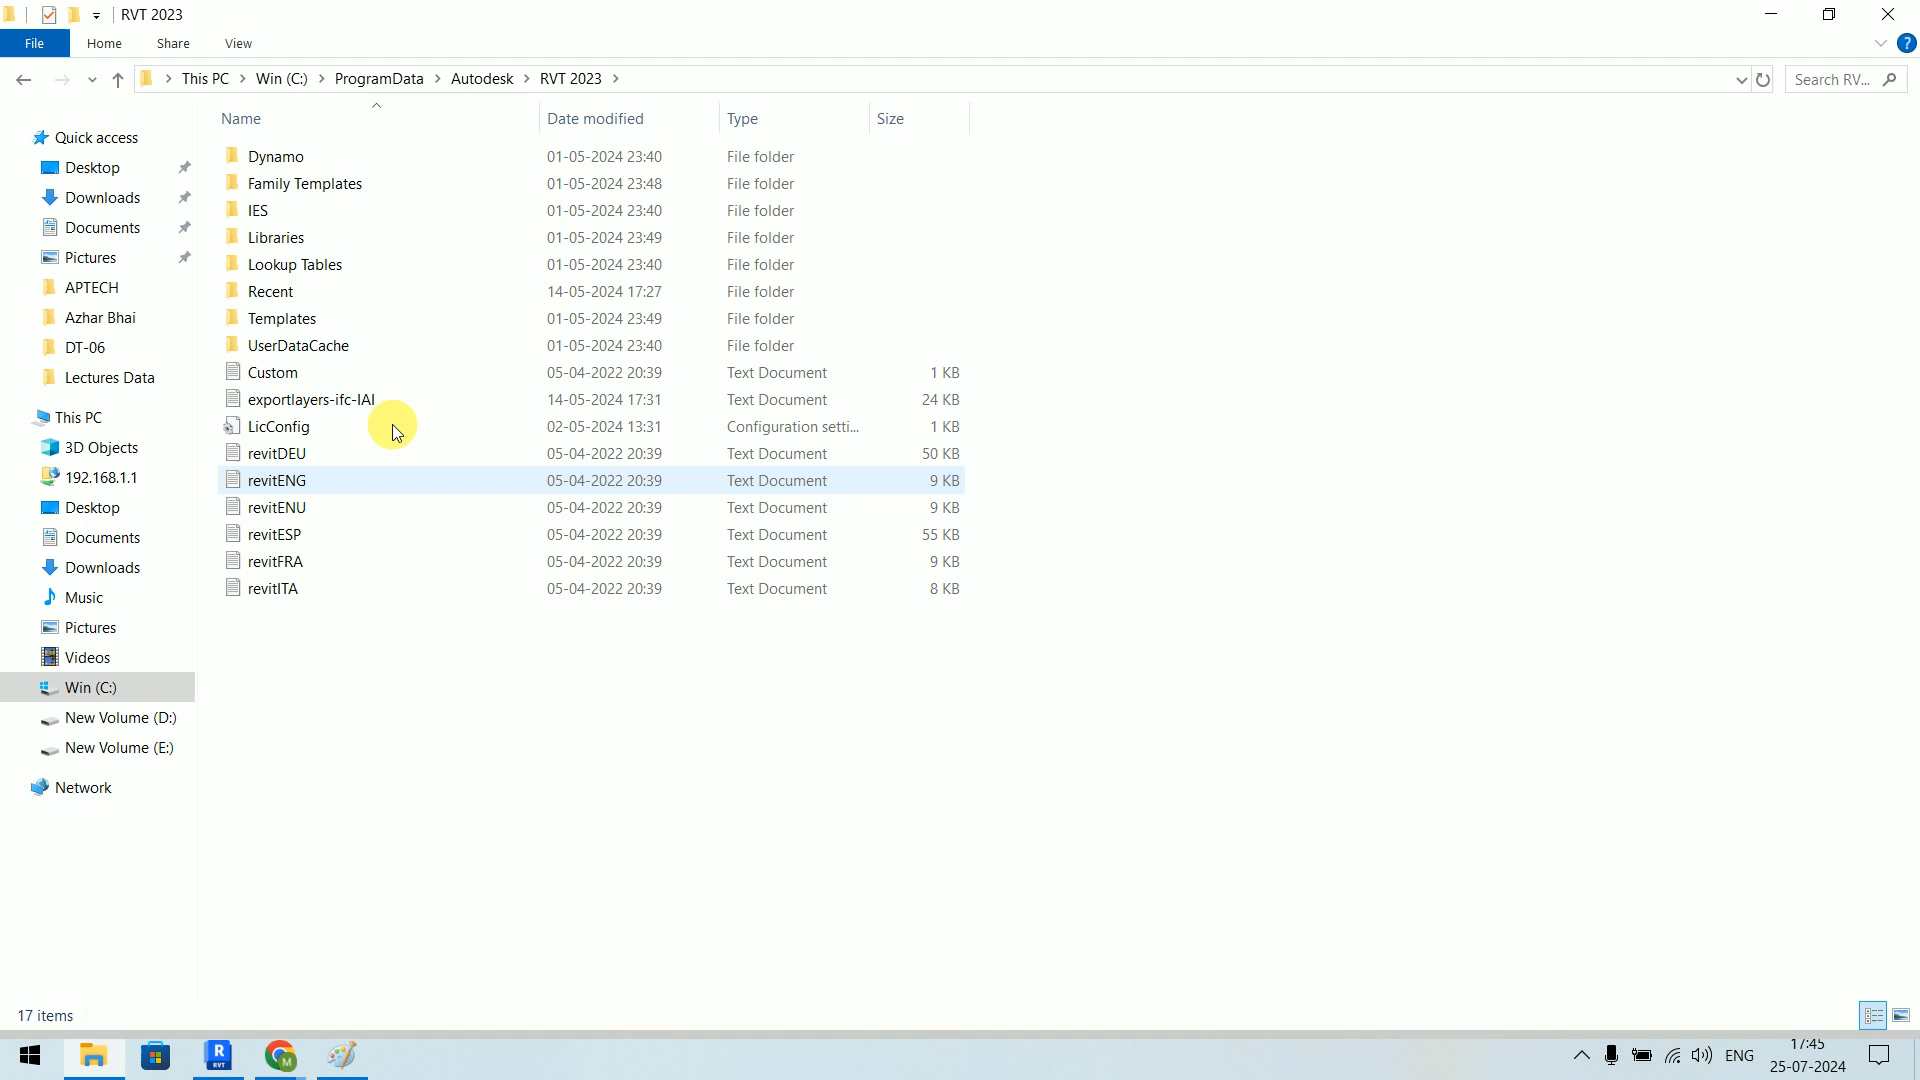 RVT 2023
File Home Share View
This PC Win (C:) ProgramData Autodesk RVT 2023 Search RV...
Name Date modified Type Size
Quick access
Desktop
Downloads
Documents
Pictures
APTECH
Azhar Bhai
DT-06
Lectures Data
This PC
3D Objects
192.168.1.1
Desktop
Documents
Downloads
Music
Pictures
Videos
Win (C:)
New Volume (D:)
New Volume (E:)
Network
Dynamo 01-05-2024 23:40 File folder
Family Templates 01-05-2024 23:48 File folder
IES 01-05-2024 23:40 File folder
Libraries 01-05-2024 23:49 File folder
Lookup Tables 01-05-2024 23:40 File folder
Recent 14-05-2024 17:27 File folder
Templates 01-05-2024 23:49 File folder
UserDataCache 01-05-2024 23:40 File folder
Custom 05-04-2022 20:39 Text Document 1 KB
exportlayers-ifc-IAI 14-05-2024 17:31 Text Document 24 KB
LicConfig 02-05-2024 13:31 Configuration setti... 1 KB
revitDEU 05-04-2022 20:39 Text Document 50 KB
revitENG 05-04-2022 20:39 Text Document 9 KB
revitENU 05-04-2022 20:39 Text Document 9 KB
revitESP 05-04-2022 20:39 Text Document 55 KB
revitFRA 05-04-2022 20:39 Text Document 9 KB
revitITA 05-04-2022 20:39 Text Document 8 KB
17 items
R
RVT
M
ENG
17:45
25-07-2024